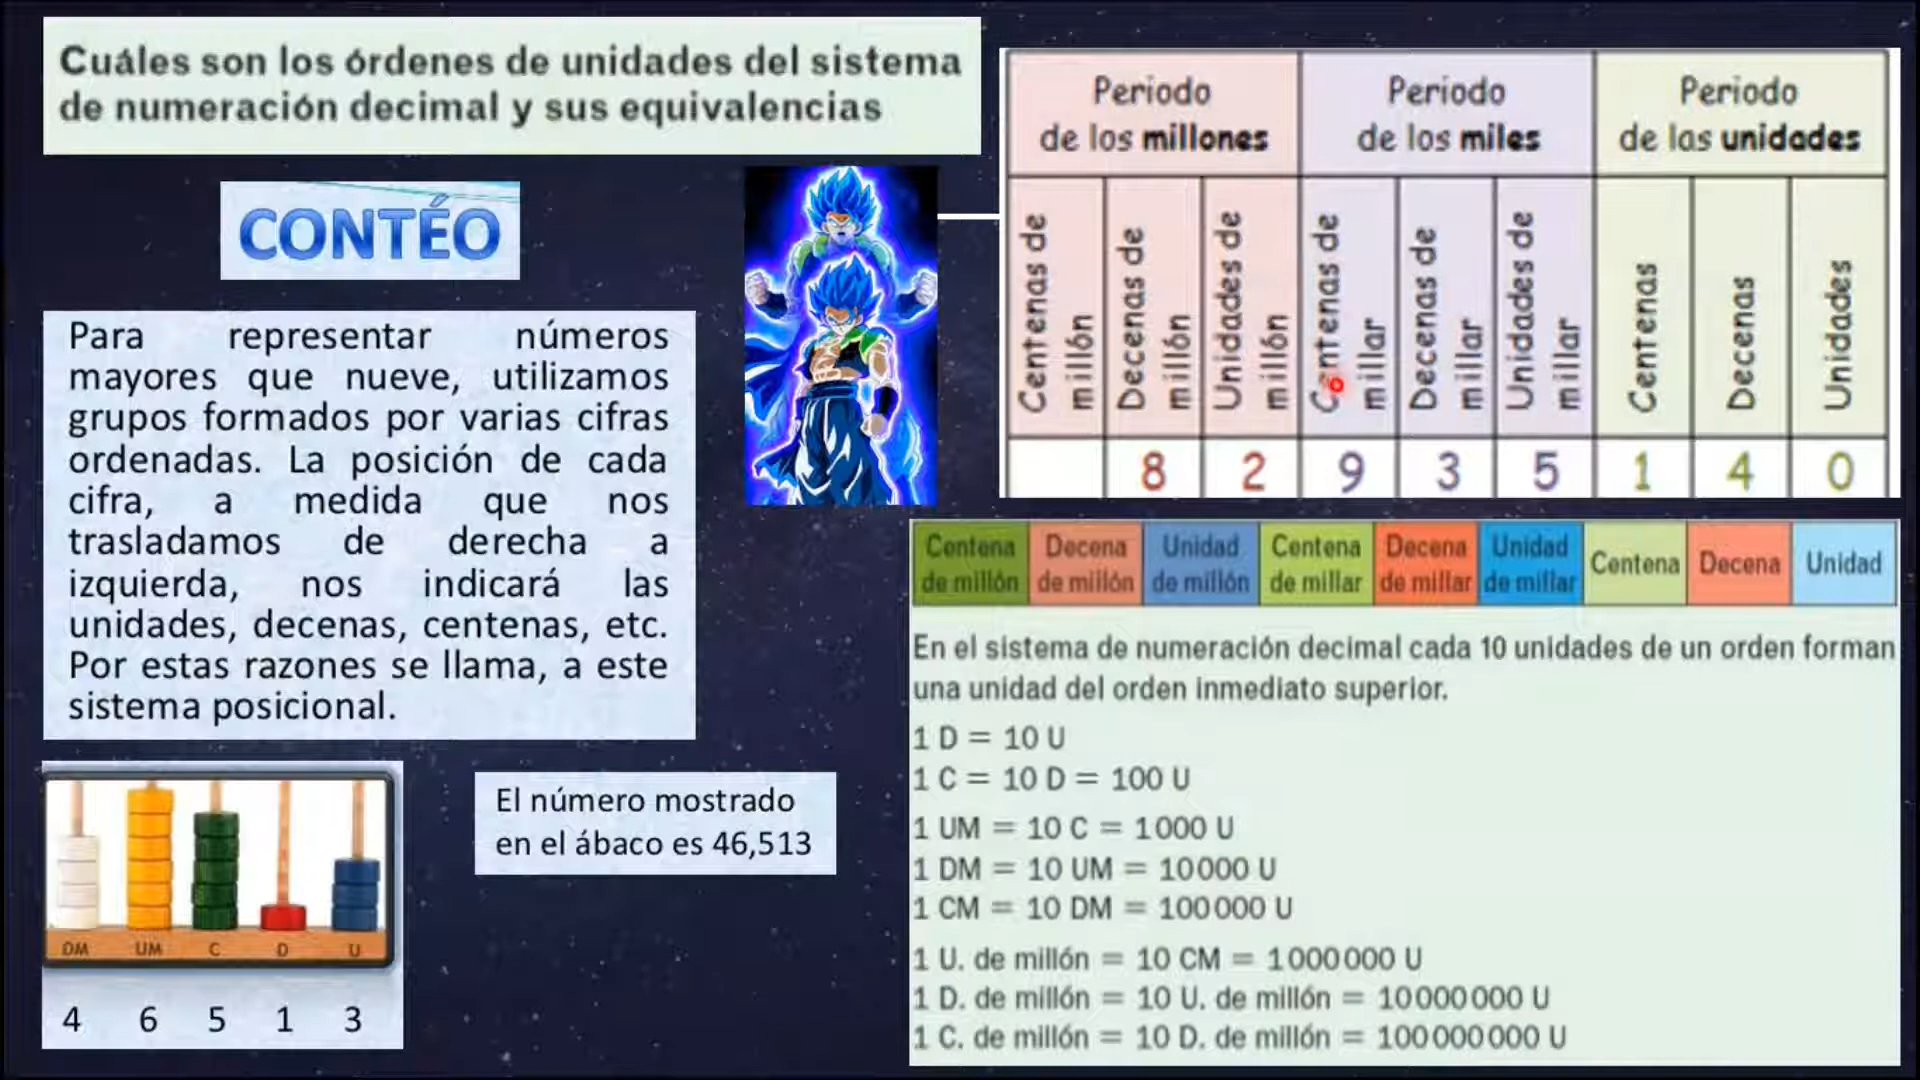 Cuáles son los órdenes de unidades del sistema
de numeración decimal y sus equivalencias
CONTÉO
Para representar números
mayores que nueve, utilizamos
grupos formados por varias cifras
ordenadas. La posición de cada
cifra, a medida que nos
trasladamos de derecha a
izquierda, nos indicará las
unidades, decenas, centenas, etc.
Por estas razones se llama, a este
sistema posicional.
DM UM C D U
4 6 5 1 3
El número mostrado
en el ábaco es 46,513
Periodo
de los millones
Periodo
de los miles
Periodo
de las unidades
Centenas de
millón
Decenas de
millón
Unidades de
millón
Centenas de
millar
Decenas de
millar
Unidades de
millar
Centenas
Decenas
Unidades
8 2 9 3 5 1 4 0
Centena
de millón
Decena
de millón
Unidad
de millón
Centena
de millar
Decena
de millar
Unidad
de millar
Centena
Decena
Unidad
En el sistema de numeración decimal cada 10 unidades de un orden forman
una unidad del orden inmediato superior.
1 D = 10 U
1 C = 10 D = 100 U
1 UM = 10 C = 1000 U
1 DM = 10 UM = 10000 U
1 CM = 10 DM = 100000 U
1 U. de millón = 10 CM = 1000000 U
1 D. de millón = 10 U. de millón = 10000000 U
1 C. de millón = 10 D. de millón = 100000000 U